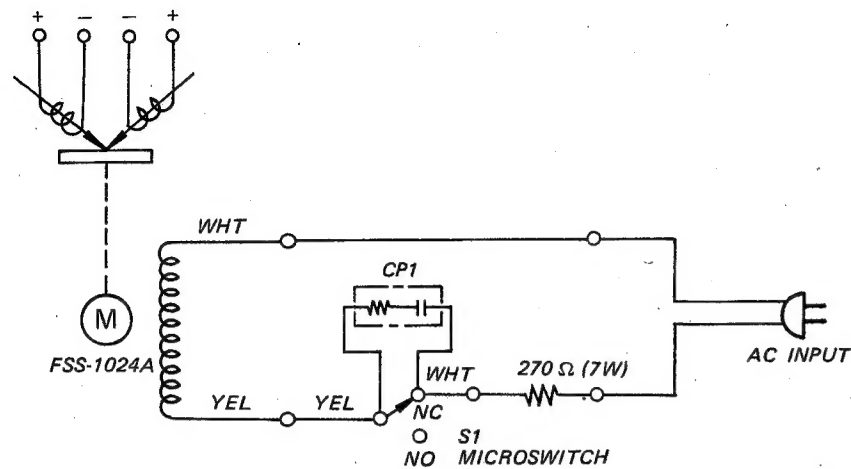 + − − +
WHT
CP1
M
FSS-1024A
AC INPUT
WHT
270 Ω (7W)
YEL
YEL
NC
S1
NO
MICROSWITCH